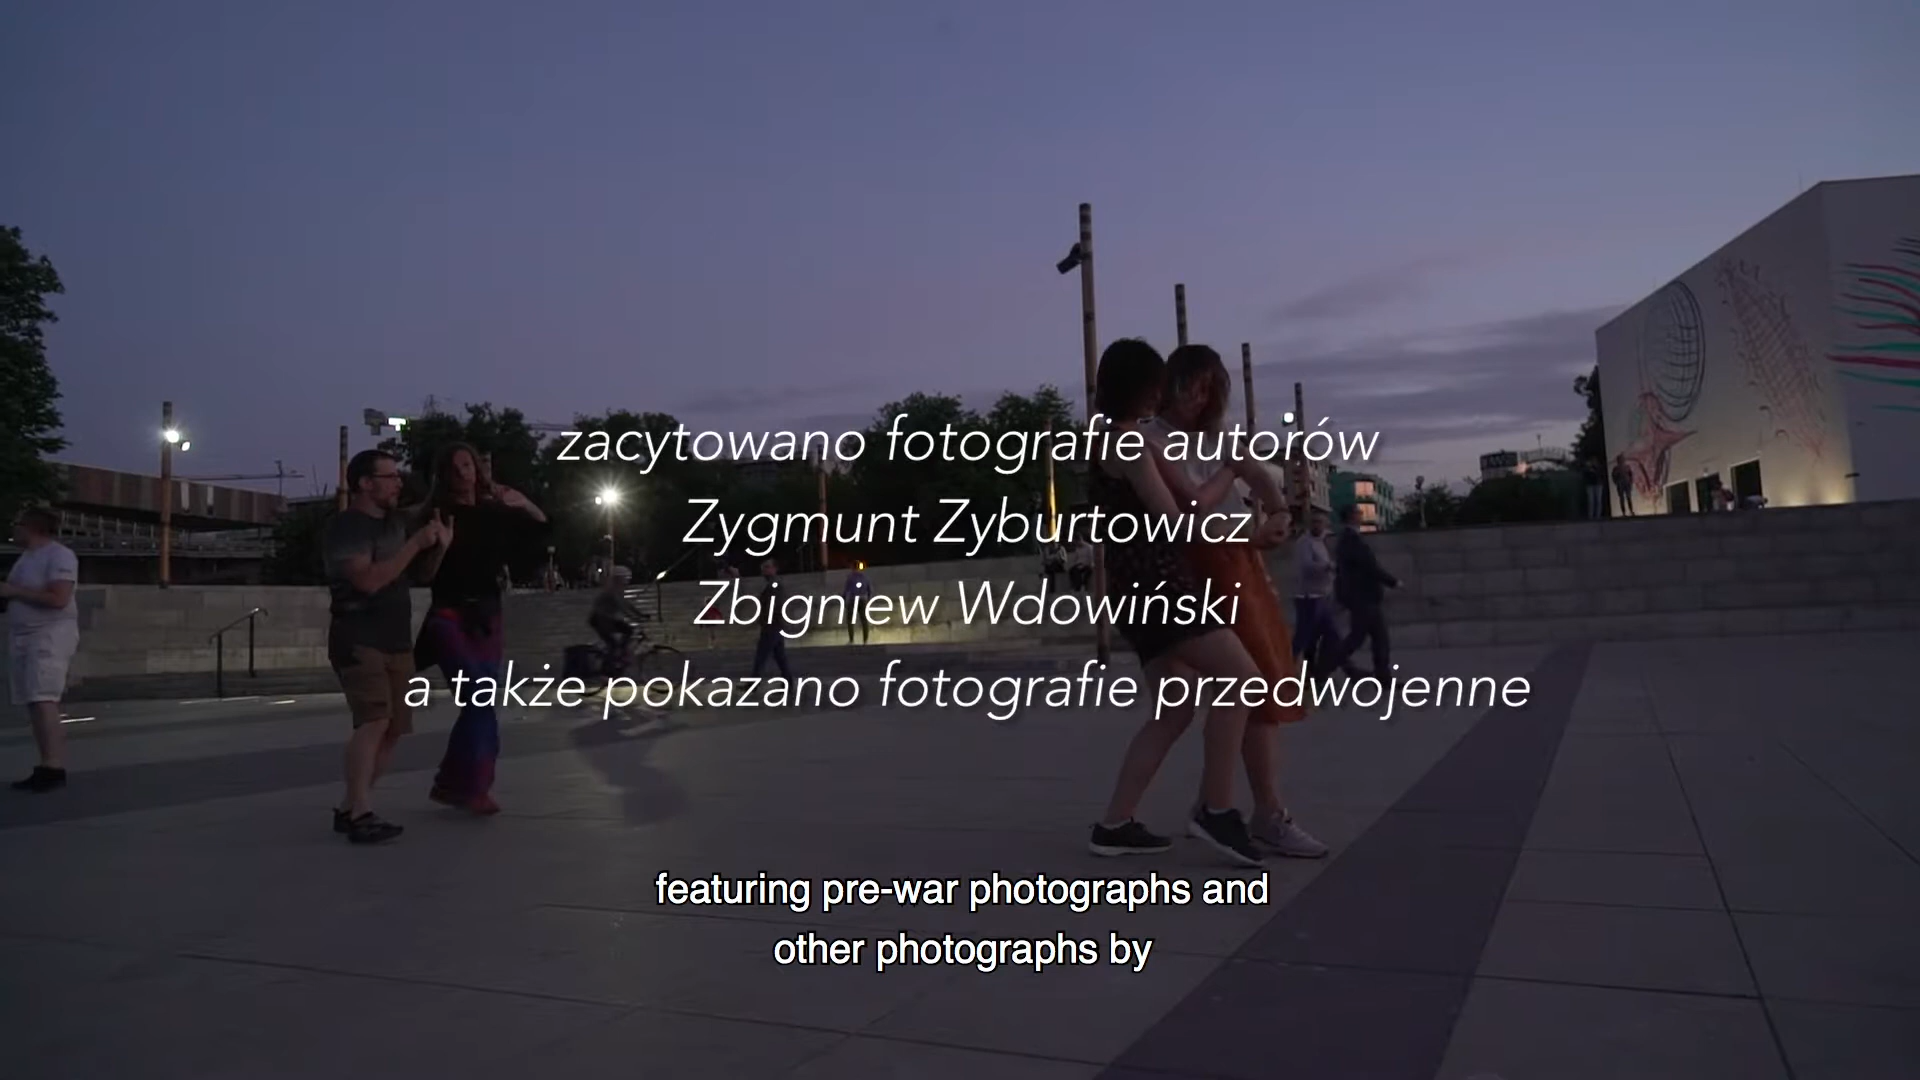 zacytowano fotografie autorów
Zygmunt Zyburtowicz
Zbigniew Wdowiński
a także pokazano fotografie przedwojenne
featuring pre-war photographs and
other photographs by